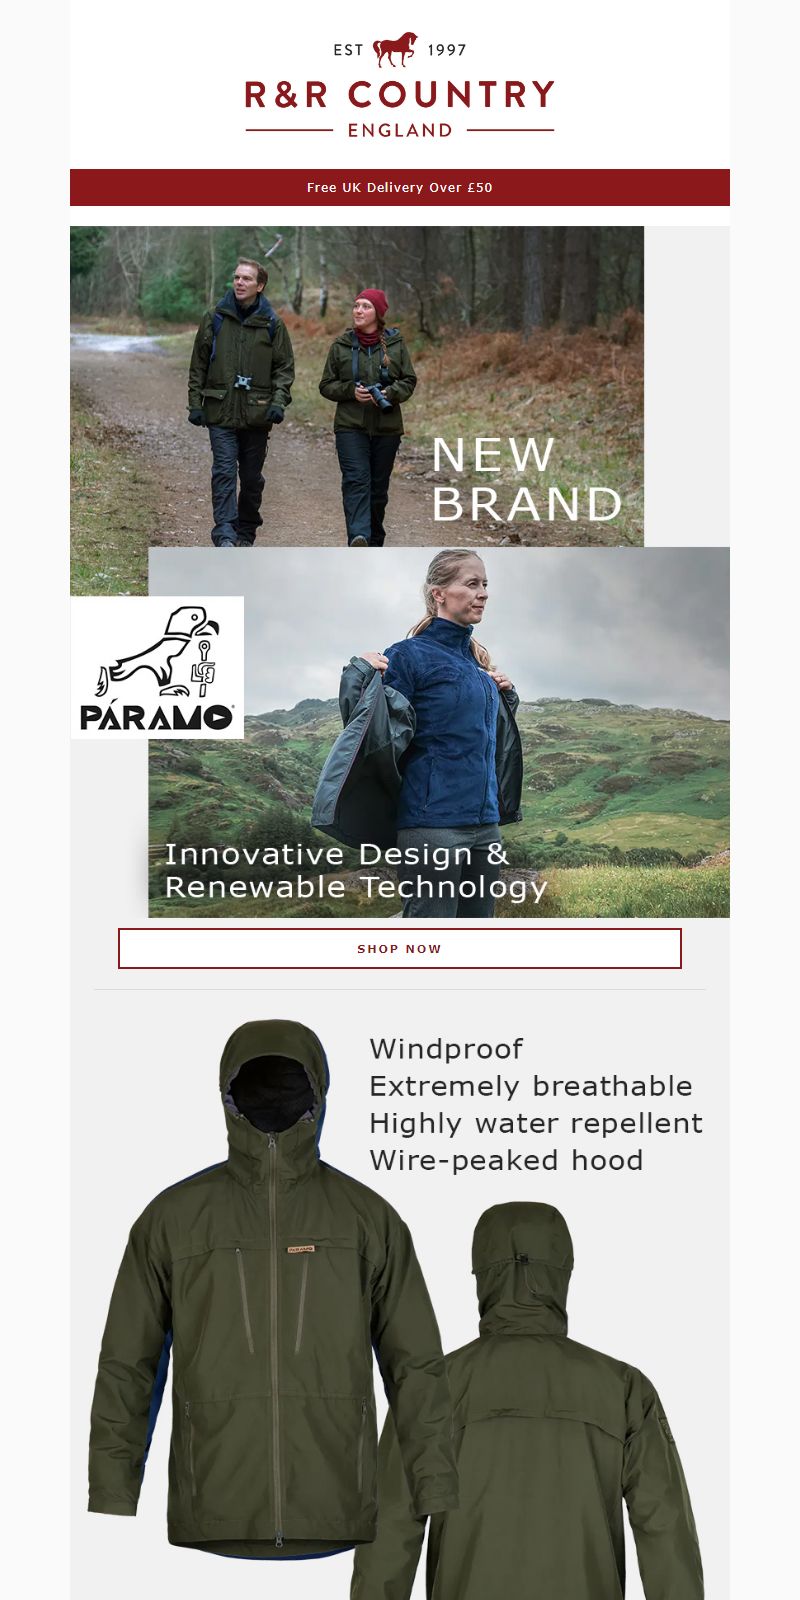 EST 1997
R&R COUNTRY
ENGLAND
Free UK Delivery Over £50
NEW
BRAND
PÁRAMO
Innovative Design &
Renewable Technology
SHOP NOW
Windproof
Extremely breathable
Highly water repellent
Wire-peaked hood
PÁRAMO